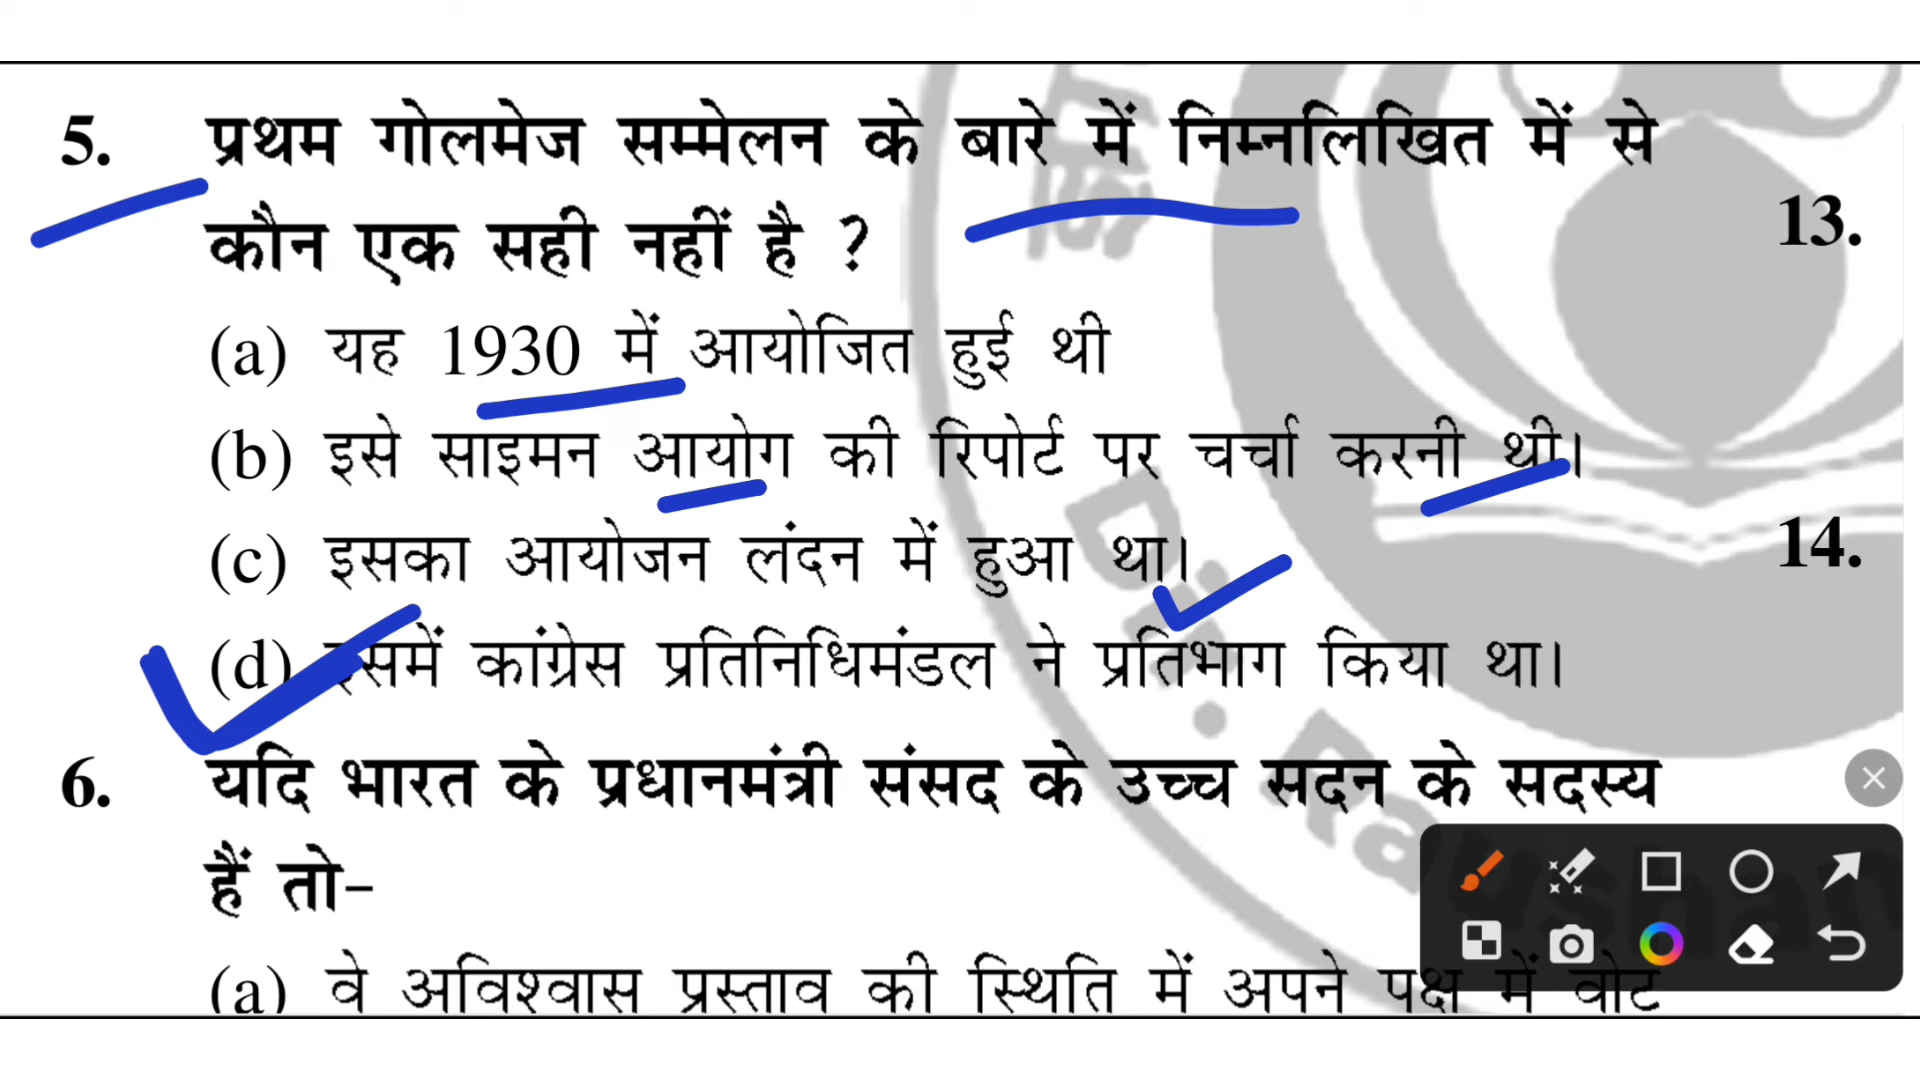 5. प्रथम गोलमेज सम्मेलन के बारे में निम्नलिखित में से
कौन एक सही नहीं है ?
(a) यह 1930 में आयोजित हुई थी
(b) इसे साइमन आयोग की रिपोर्ट पर चर्चा करनी थी।
(c) इसका आयोजन लंदन में हुआ था।
(d) इसमें कांग्रेस प्रतिनिधिमंडल ने प्रतिभाग किया था।
6. यदि भारत के प्रधानमंत्री संसद के उच्च सदन के सदस्य
हैं तो-
(a) वे अविश्वास प्रस्ताव की स्थिति में अपने पक्ष में वोट
13.
14.